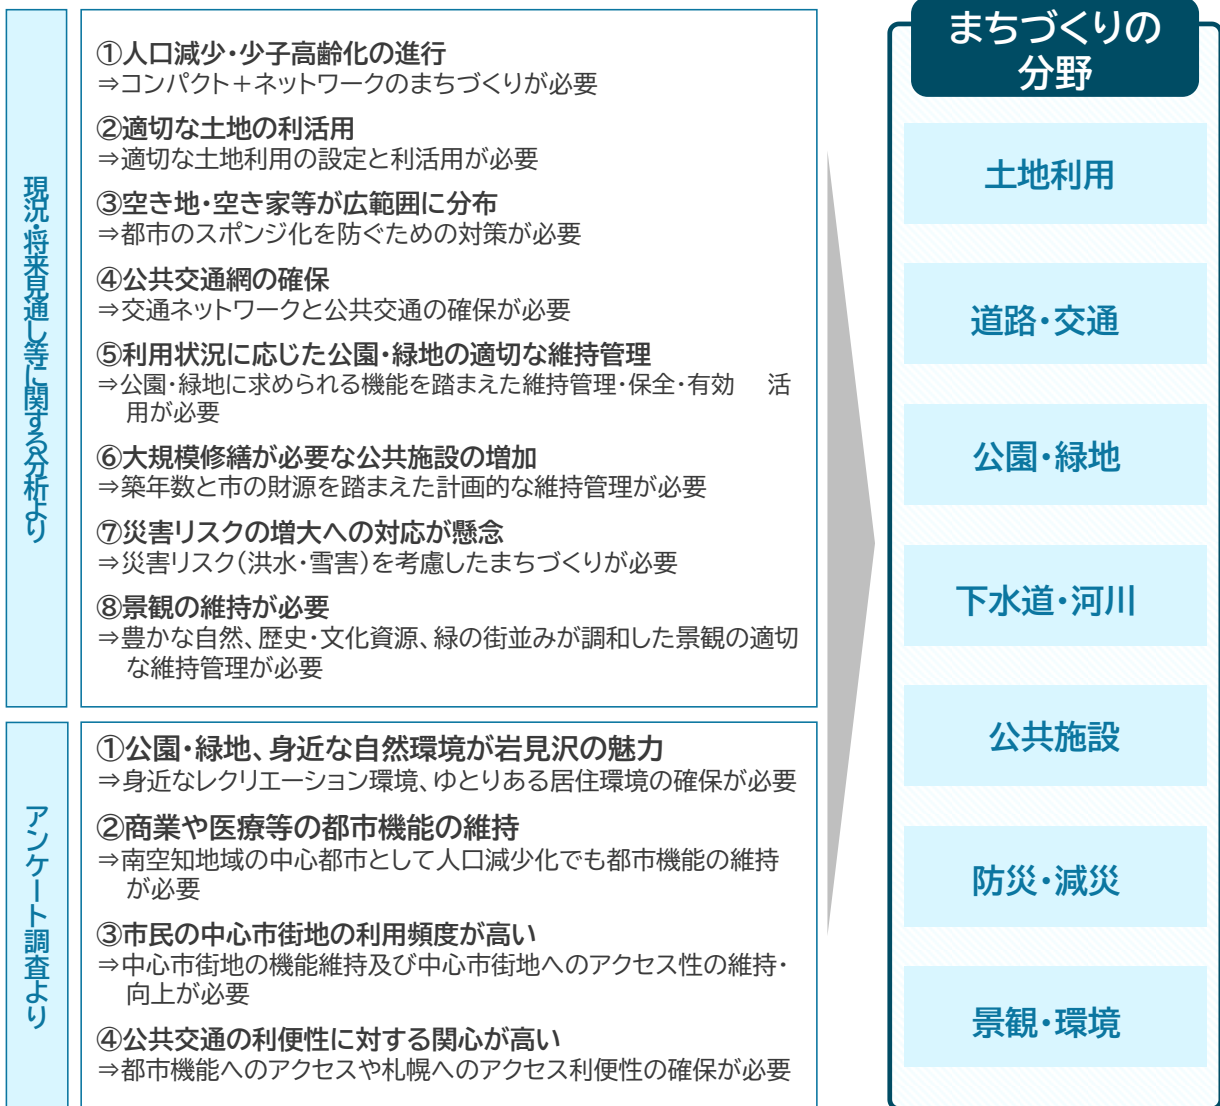 現況・将来見通し等に関する分析より
①人口減少・少子高齢化の進行
⇒コンパクト＋ネットワークのまちづくりが必要
②適切な土地の利活用
⇒適切な土地利用の設定と利活用が必要
③空き地・空き家等が広範囲に分布
⇒都市のスポンジ化を防ぐための対策が必要
④公共交通網の確保
⇒交通ネットワークと公共交通の確保が必要
⑤利用状況に応じた公園・緑地の適切な維持管理
⇒公園・緑地に求められる機能を踏まえた維持管理・保全・有効　活
用が必要
⑥大規模修繕が必要な公共施設の増加
⇒築年数と市の財源を踏まえた計画的な維持管理が必要
⑦災害リスクの増大への対応が懸念
⇒災害リスク（洪水・雪害）を考慮したまちづくりが必要
⑧景観の維持が必要
⇒豊かな自然、歴史・文化資源、緑の街並みが調和した景観の適切
な維持管理が必要
アンケート調査より
①公園・緑地、身近な自然環境が岩見沢の魅力
⇒身近なレクリエーション環境、ゆとりある居住環境の確保が必要
②商業や医療等の都市機能の維持
⇒南空知地域の中心都市として人口減少化でも都市機能の維持
が必要
③市民の中心市街地の利用頻度が高い
⇒中心市街地の機能維持及び中心市街地へのアクセス性の維持・
向上が必要
④公共交通の利便性に対する関心が高い
⇒都市機能へのアクセスや札幌へのアクセス利便性の確保が必要
まちづくりの
分野
土地利用
道路・交通
公園・緑地
下水道・河川
公共施設
防災・減災
景観・環境